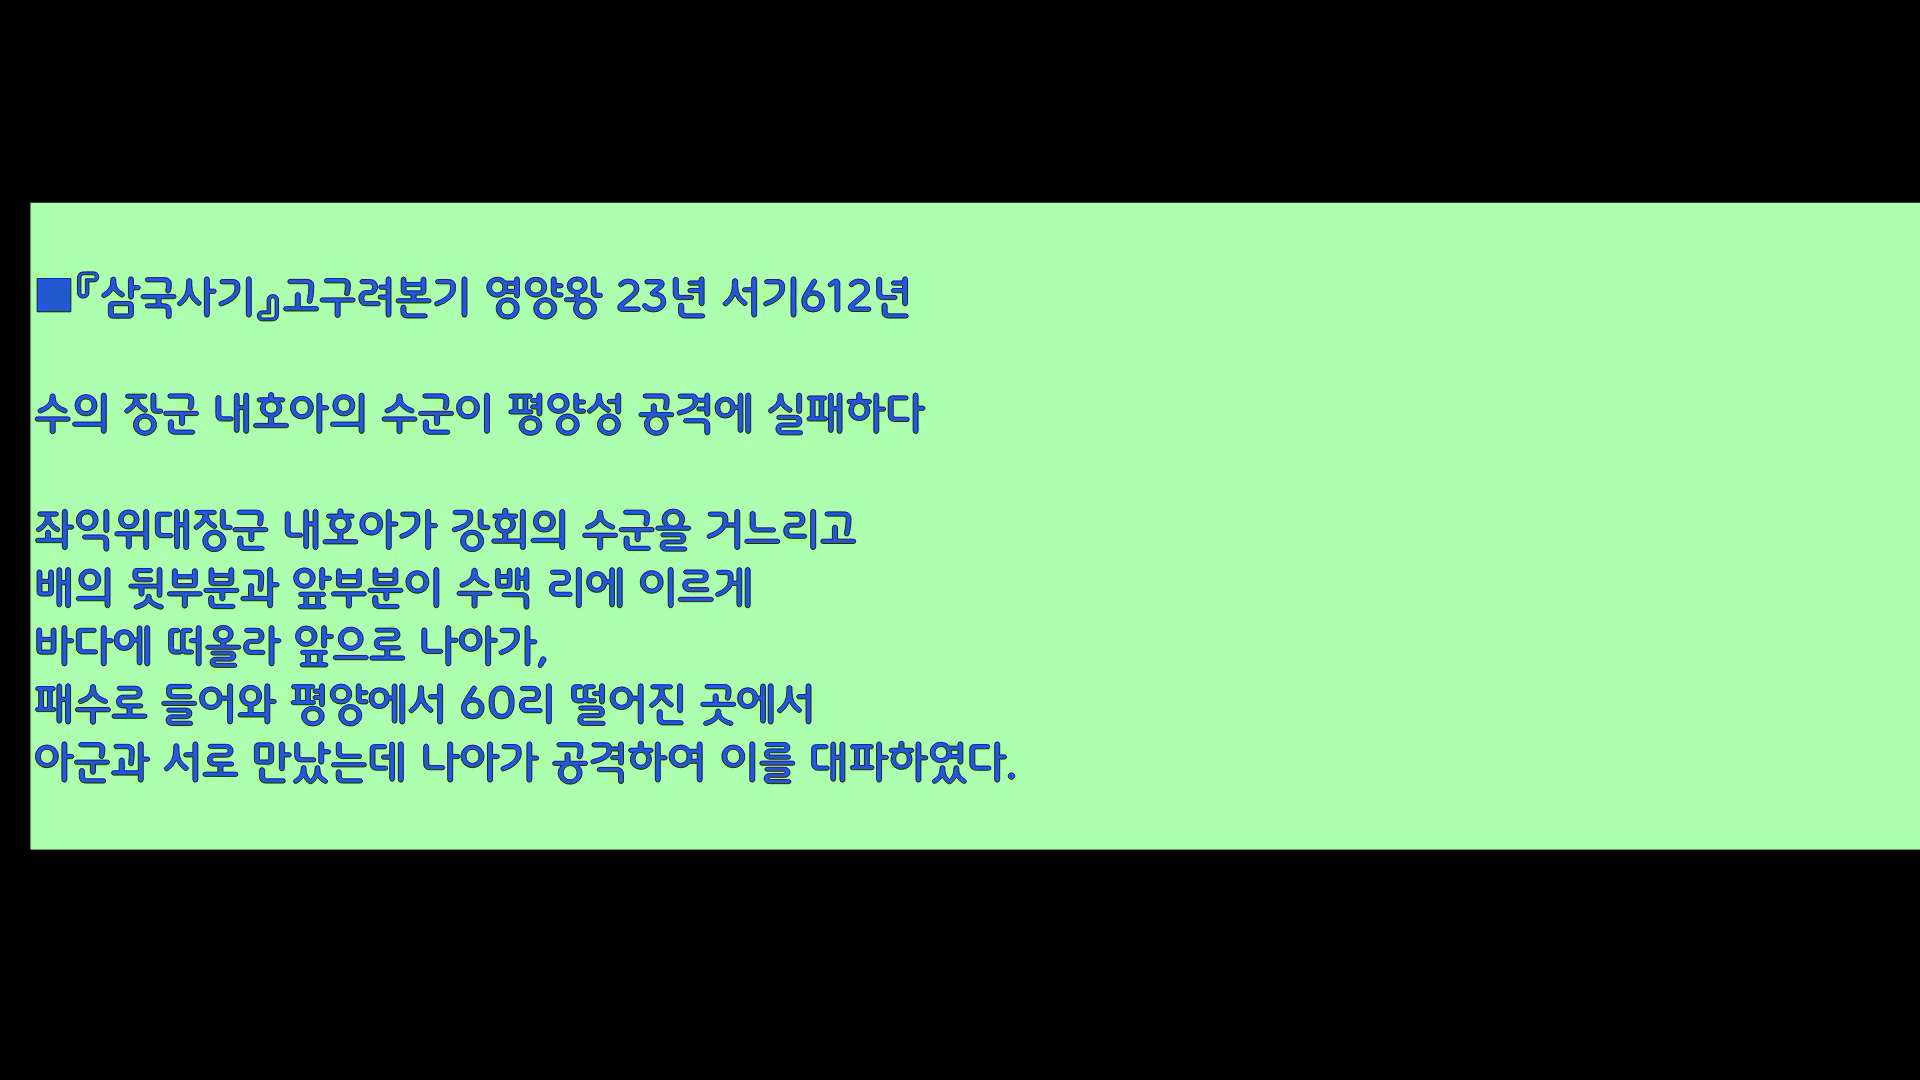 ■『삼국사기』고구려본기 영양왕 23년 서기612년
수의 장군 내호아의 수군이 평양성 공격에 실패하다
좌익위대장군 내호아가 강회의 수군을 거느리고
배의 뒷부분과 앞부분이 수백 리에 이르게
바다에 떠올라 앞으로 나아가,
패수로 들어와 평양에서 60리 떨어진 곳에서
아군과 서로 만났는데 나아가 공격하여 이를 대파하였다.